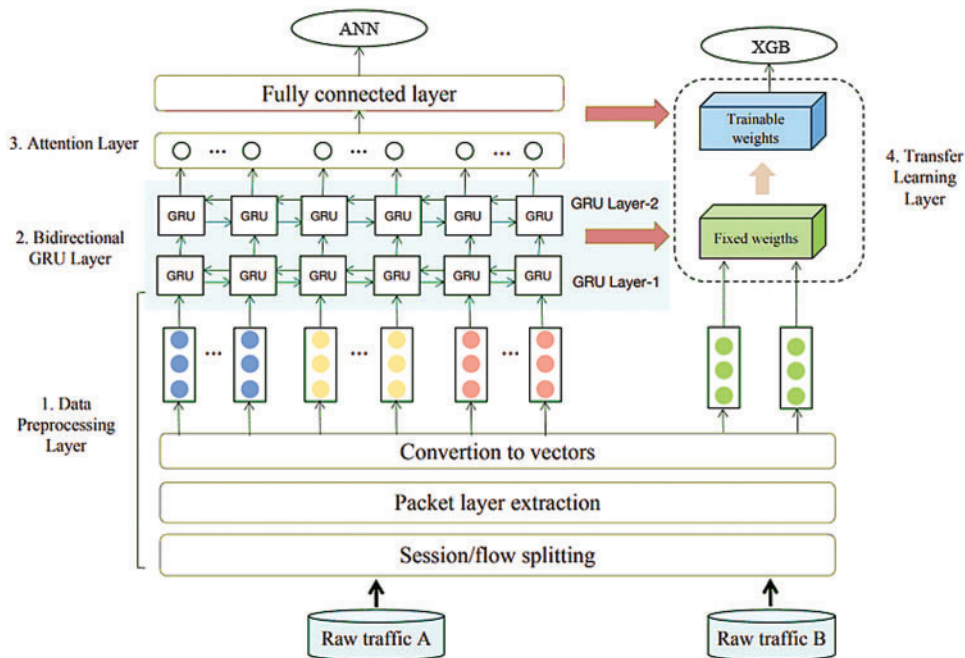 ANN
XGB
Fully connected layer
Trainable
weights
3. Attention Layer
... ... ...
4. Transfer
Learning
Layer
GRU GRU GRU GRU GRU GRU
GRU Layer-2
2. Bidirectional
GRU Layer
Fixed weigths
GRU GRU GRU GRU GRU GRU
GRU Layer-1
... ... ...
1. Data
Preprocessing
Layer
Convertion to vectors
Packet layer extraction
Session/flow splitting
Raw traffic A
Raw traffic B